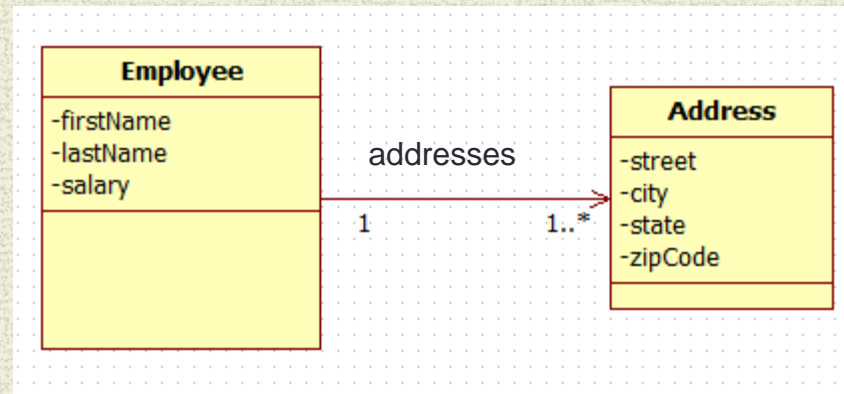 Employee
-firstName
-lastName
-salary
addresses
1
1..*
Address
-street
-city
-state
-zipCode